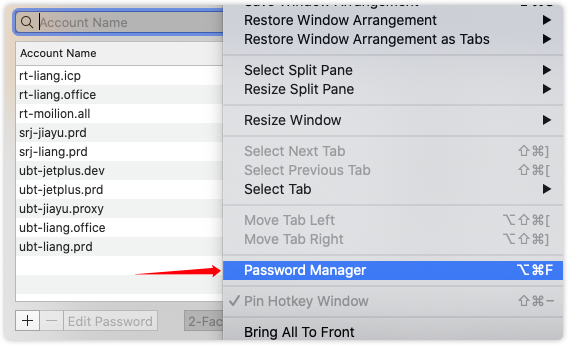 Account Name
Account Name
rt-liang.icp
rt-liang.office
rt-moilion.all
srj-jiayu.prd
srj-liang.prd
ubt-jetplus.dev
ubt-jetplus.prd
ubt-jiayu.proxy
ubt-liang.office
ubt-liang.prd
+ − Edit Password
2-Fac
Save Window Arrangement ⇧⌘S
Restore Window Arrangement ▶
Restore Window Arrangement as Tabs ▶
Select Split Pane ▶
Resize Split Pane ▶
Resize Window ▶
Select Next Tab ⇧⌘]
Select Previous Tab ⇧⌘[
Select Tab ▶
Move Tab Left ⌥⇧⌘[
Move Tab Right ⌥⇧⌘]
Password Manager ⌥⌘F
✓ Pin Hotkey Window ⇧⌘−
Bring All To Front